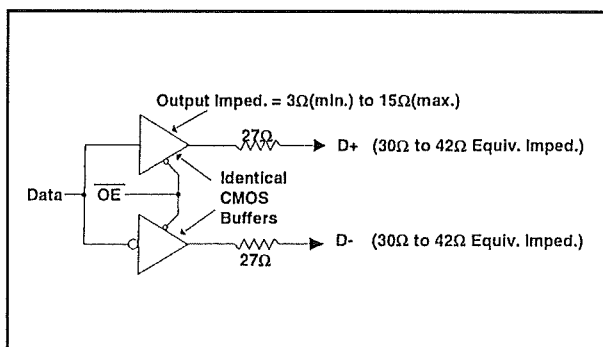 Output Imped. = 3Ω(min.) to 15Ω(max.)
27Ω
D+ (30Ω to 42Ω Equiv. Imped.)
Identical
CMOS
Buffers
Data
OE
D- (30Ω to 42Ω Equiv. Imped.)
27Ω